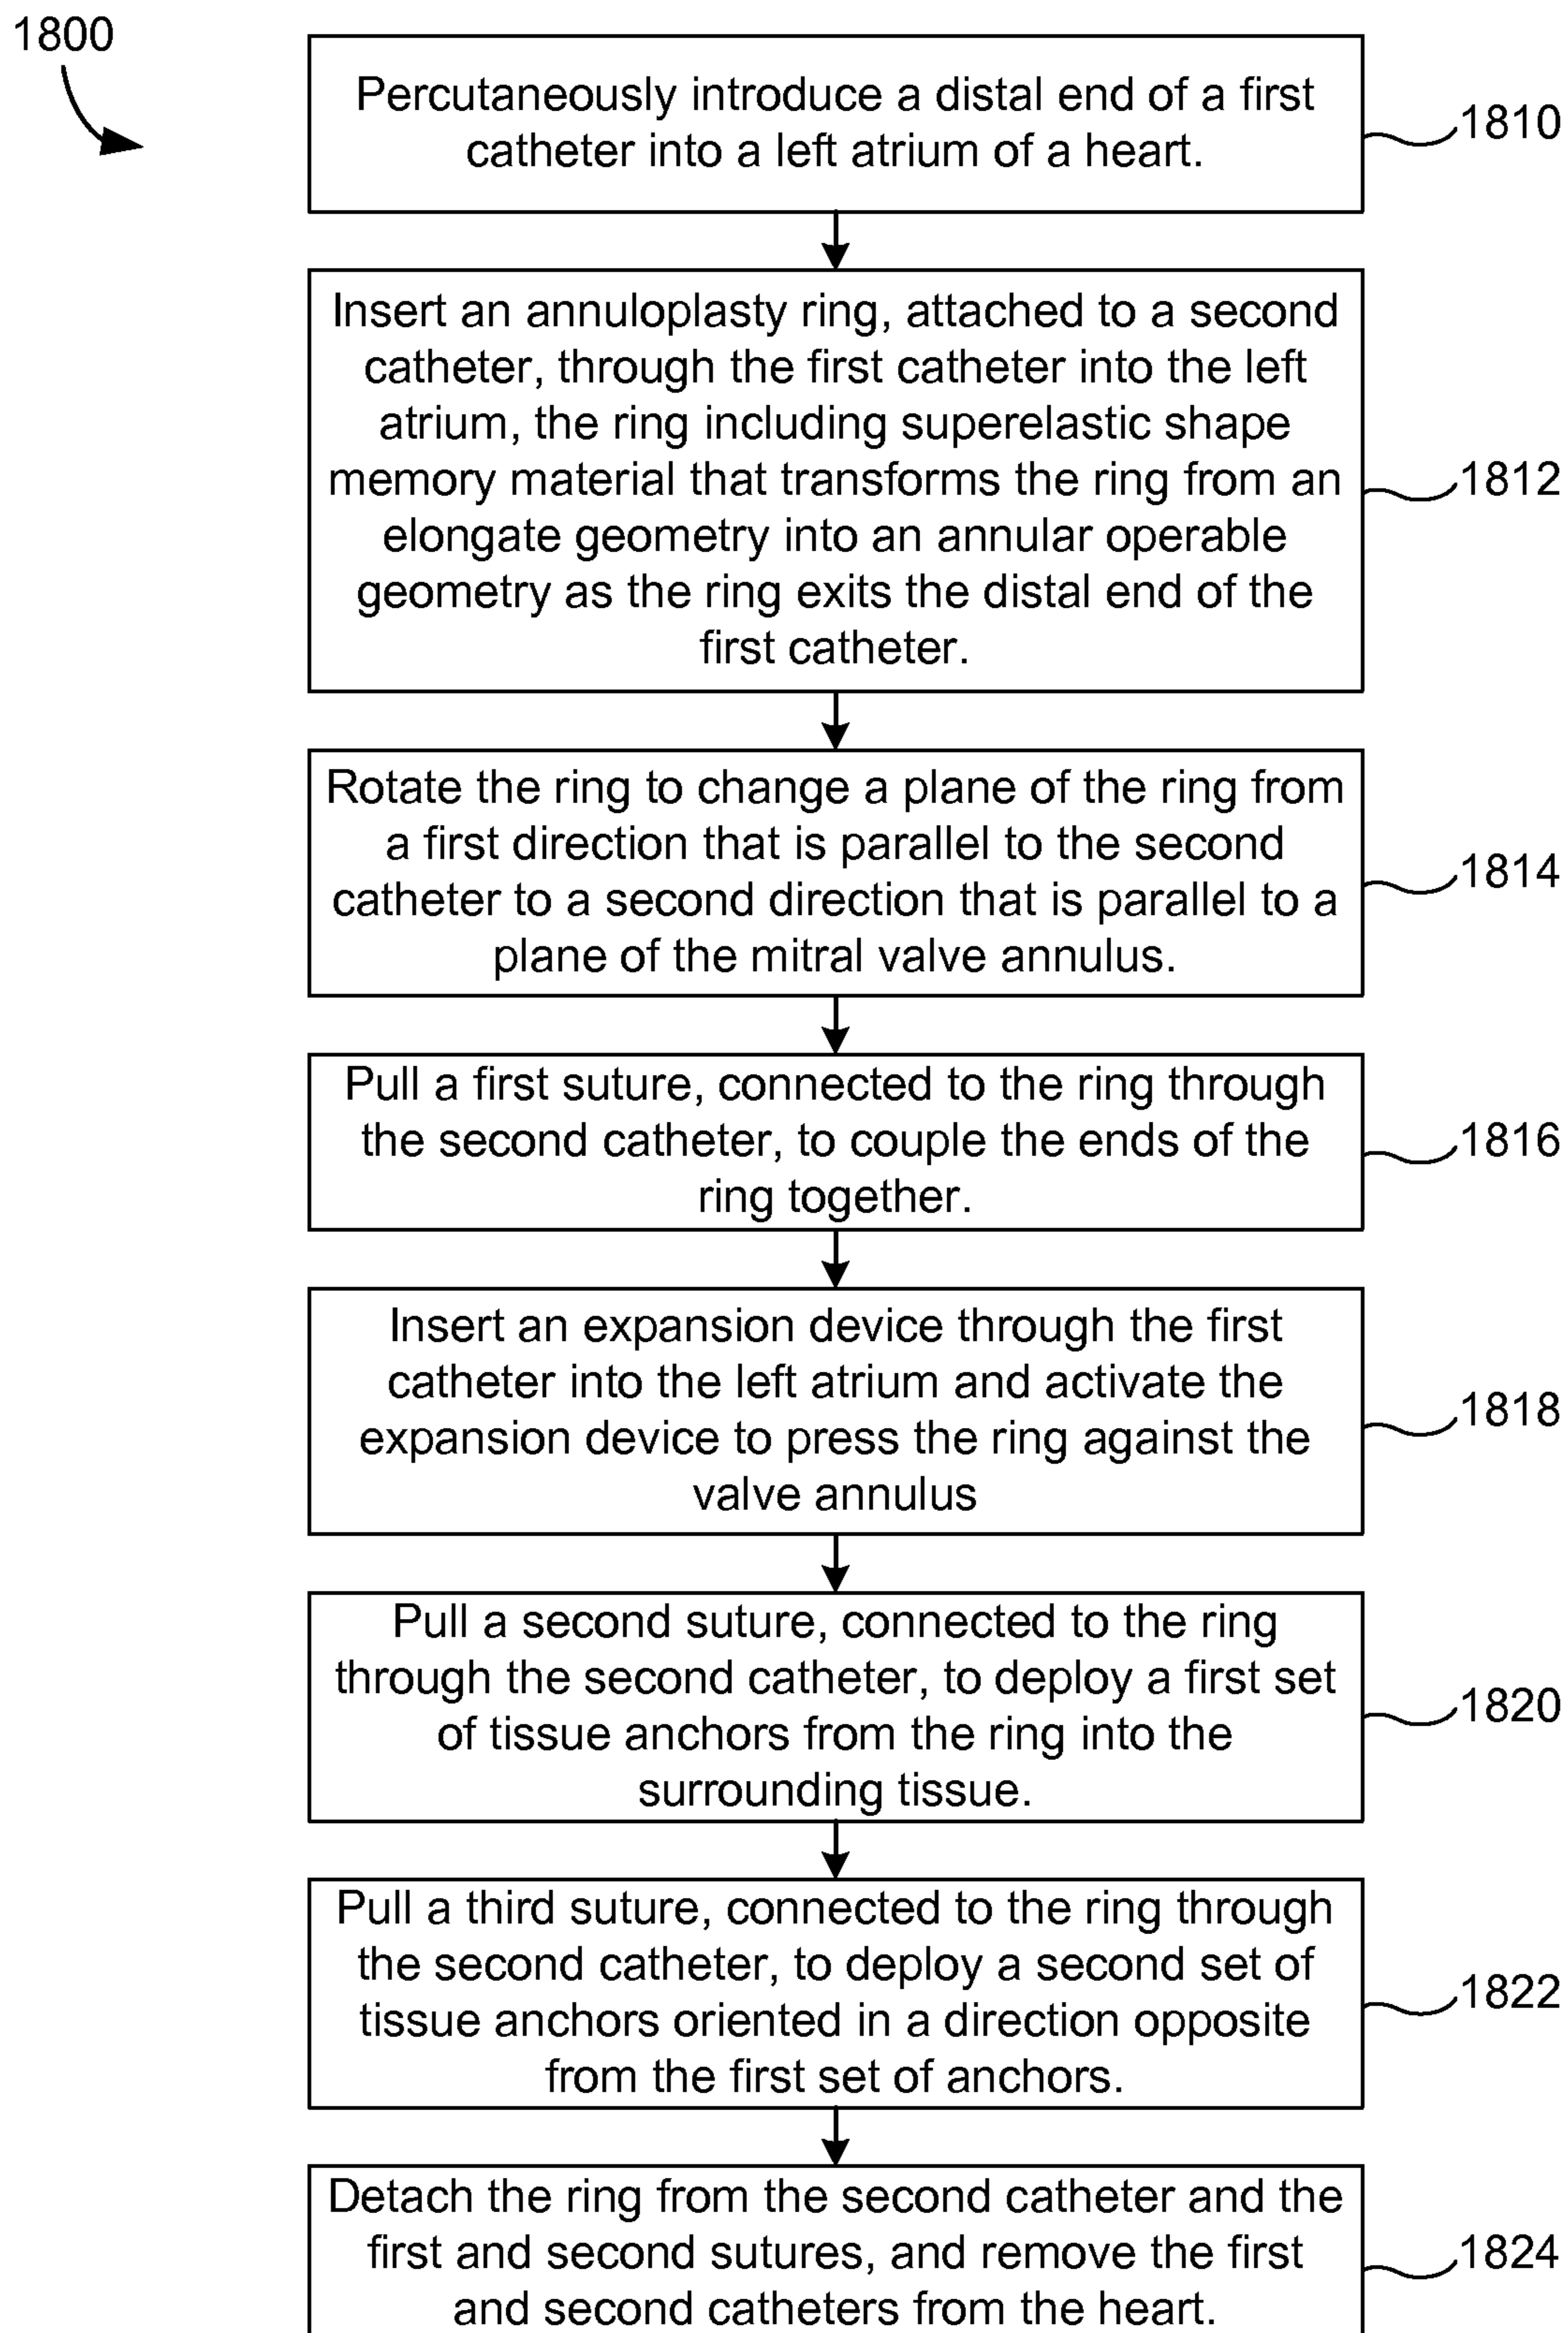 1800
Percutaneously introduce a distal end of a first
catheter into a left atrium of a heart.
1810
Insert an annuloplasty ring, attached to a second
catheter, through the first catheter into the left
atrium, the ring including superelastic shape
memory material that transforms the ring from an
elongate geometry into an annular operable
geometry as the ring exits the distal end of the
first catheter.
1812
Rotate the ring to change a plane of the ring from
a first direction that is parallel to the second
catheter to a second direction that is parallel to a
plane of the mitral valve annulus.
1814
Pull a first suture, connected to the ring through
the second catheter, to couple the ends of the
ring together.
1816
Insert an expansion device through the first
catheter into the left atrium and activate the
expansion device to press the ring against the
valve annulus
1818
Pull a second suture, connected to the ring
through the second catheter, to deploy a first set
of tissue anchors from the ring into the
surrounding tissue.
1820
Pull a third suture, connected to the ring through
the second catheter, to deploy a second set of
tissue anchors oriented in a direction opposite
from the first set of anchors.
1822
Detach the ring from the second catheter and the
first and second sutures, and remove the first
and second catheters from the heart.
1824